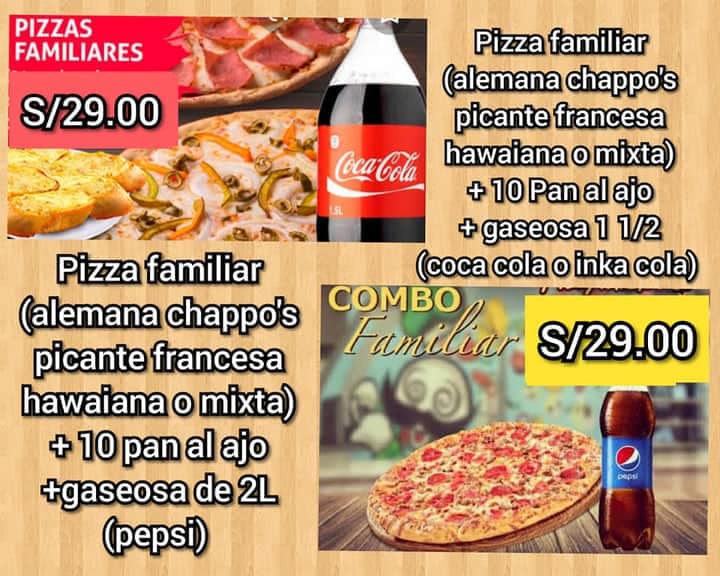 PIZZAS
FAMILIARES
S/29.00
Coca-Cola
1.5L
Pizza familiar
(alemana chappo's
picante francesa
hawaiana o mixta)
+ 10 Pan al ajo
+ gaseosa 1 1/2
(coca cola o inka cola)
Pizza familiar
(alemana chappo's
picante francesa
hawaiana o mixta)
+ 10 pan al ajo
+gaseosa de 2L
(pepsi)
COMBO
Familiar
S/29.00
pepsi